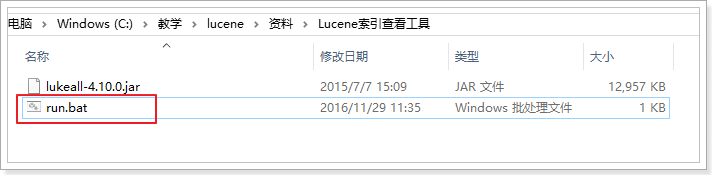 电脑 > Windows (C:) > 教学 > lucene > 资料 > Lucene索引查看工具
名称 修改日期 类型 大小
lukeall-4.10.0.jar 2015/7/7 15:09 JAR 文件 12,957 KB
run.bat 2016/11/29 11:35 Windows 批处理文件 1 KB